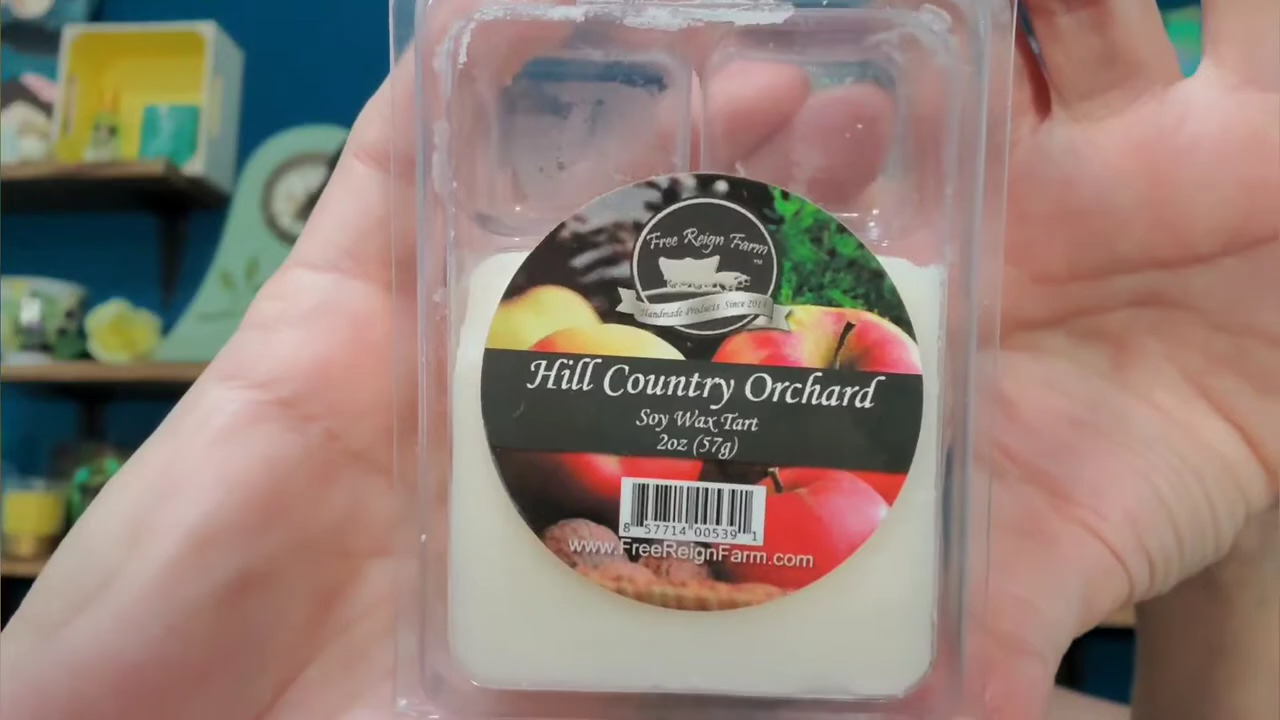 Free Reign Farm
™
Handmade Products Since 2014
Hill Country Orchard
Soy Wax Tart
2oz (57g)
8 57714 00539 1
www.FreeReignFarm.com